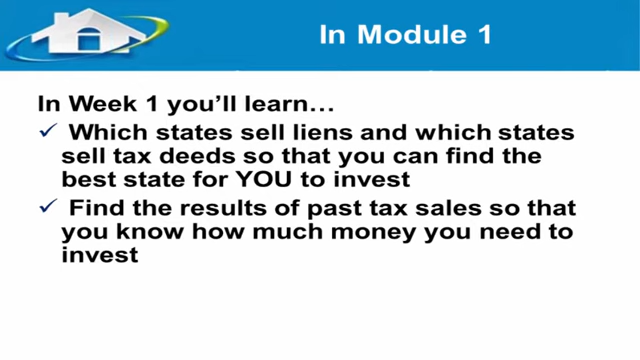 In Module 1
In Week 1 you'll learn…
✓ Which states sell liens and which states
sell tax deeds so that you can find the
best state for YOU to invest
✓ Find the results of past tax sales so that
you know how much money you need to
invest